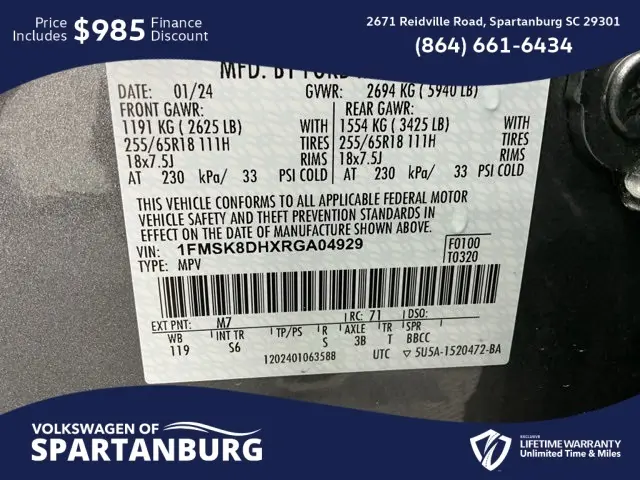 Price Includes $985 Finance Discount
2671 Reidville Road, Spartanburg SC 29301
(864) 661-6434
MFD. BY FORD
DATE: 01/24 GVWR: 2694 KG ( 5940 LB)
FRONT GAWR: REAR GAWR:
1191 KG ( 2625 LB) WITH 1554 KG ( 3425 LB) WITH
255/65R18 111H TIRES 255/65R18 111H TIRES
18x7.5J RIMS 18x7.5J RIMS
AT 230 kPa/ 33 PSI COLD AT 230 kPa/ 33 PSI COLD
THIS VEHICLE CONFORMS TO ALL APPLICABLE FEDERAL MOTOR
VEHICLE SAFETY AND THEFT PREVENTION STANDARDS IN
EFFECT ON THE DATE OF MANUFACTURE SHOWN ABOVE.
VIN: 1FMSK8DHXRGA04929 F0100
TYPE: MPV T0320
EXT PNT: M7 RC: 71 DSO:
WB INT TR TP/PS R AXLE TR SPR
119 S6 S 3B T BBCC
1202401063588 UTC ▽ 5U5A-1520472-BA
VOLKSWAGEN OF
SPARTANBURG
EXCLUSIVE
LIFETIME WARRANTY
Unlimited Time & Miles